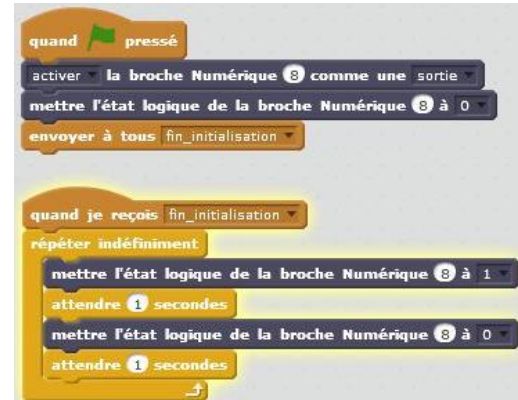 quand pressé
activer la broche Numérique 8 comme une sortie
mettre l'état logique de la broche Numérique 8 à 0
envoyer à tous fin_initialisation
quand je reçois fin_initialisation
répéter indéfiniment
mettre l'état logique de la broche Numérique 8 à 1
attendre 1 secondes
mettre l'état logique de la broche Numérique 8 à 0
attendre 1 secondes